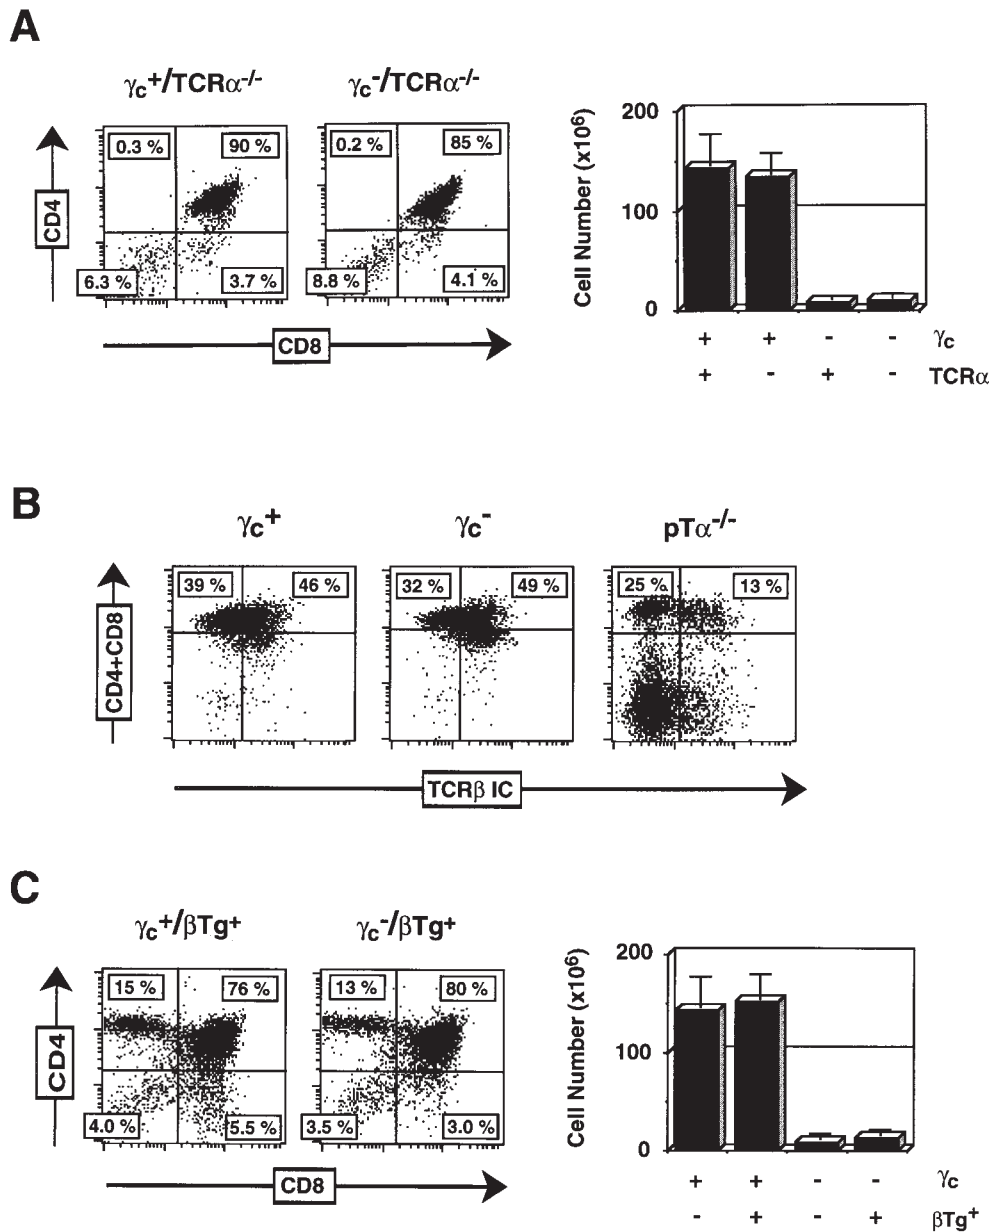 A
γc+/TCRα-/-
γc-/TCRα-/-
0.3 %
90 %
6.3 %
3.7 %
0.2 %
85 %
8.8 %
4.1 %
CD4
CD8
Cell Number (x10⁶)
200
100
0
+ + - - γc
+ - + - TCRα
B
γc+
γc-
pTα-/-
39 %
46 %
32 %
49 %
25 %
13 %
CD4+CD8
TCRβ IC
C
γc+/βTg+
γc-/βTg+
15 %
76 %
4.0 %
5.5 %
13 %
80 %
3.5 %
3.0 %
CD4
CD8
Cell Number (x10⁶)
200
100
0
+ + - - γc
- + - + βTg+